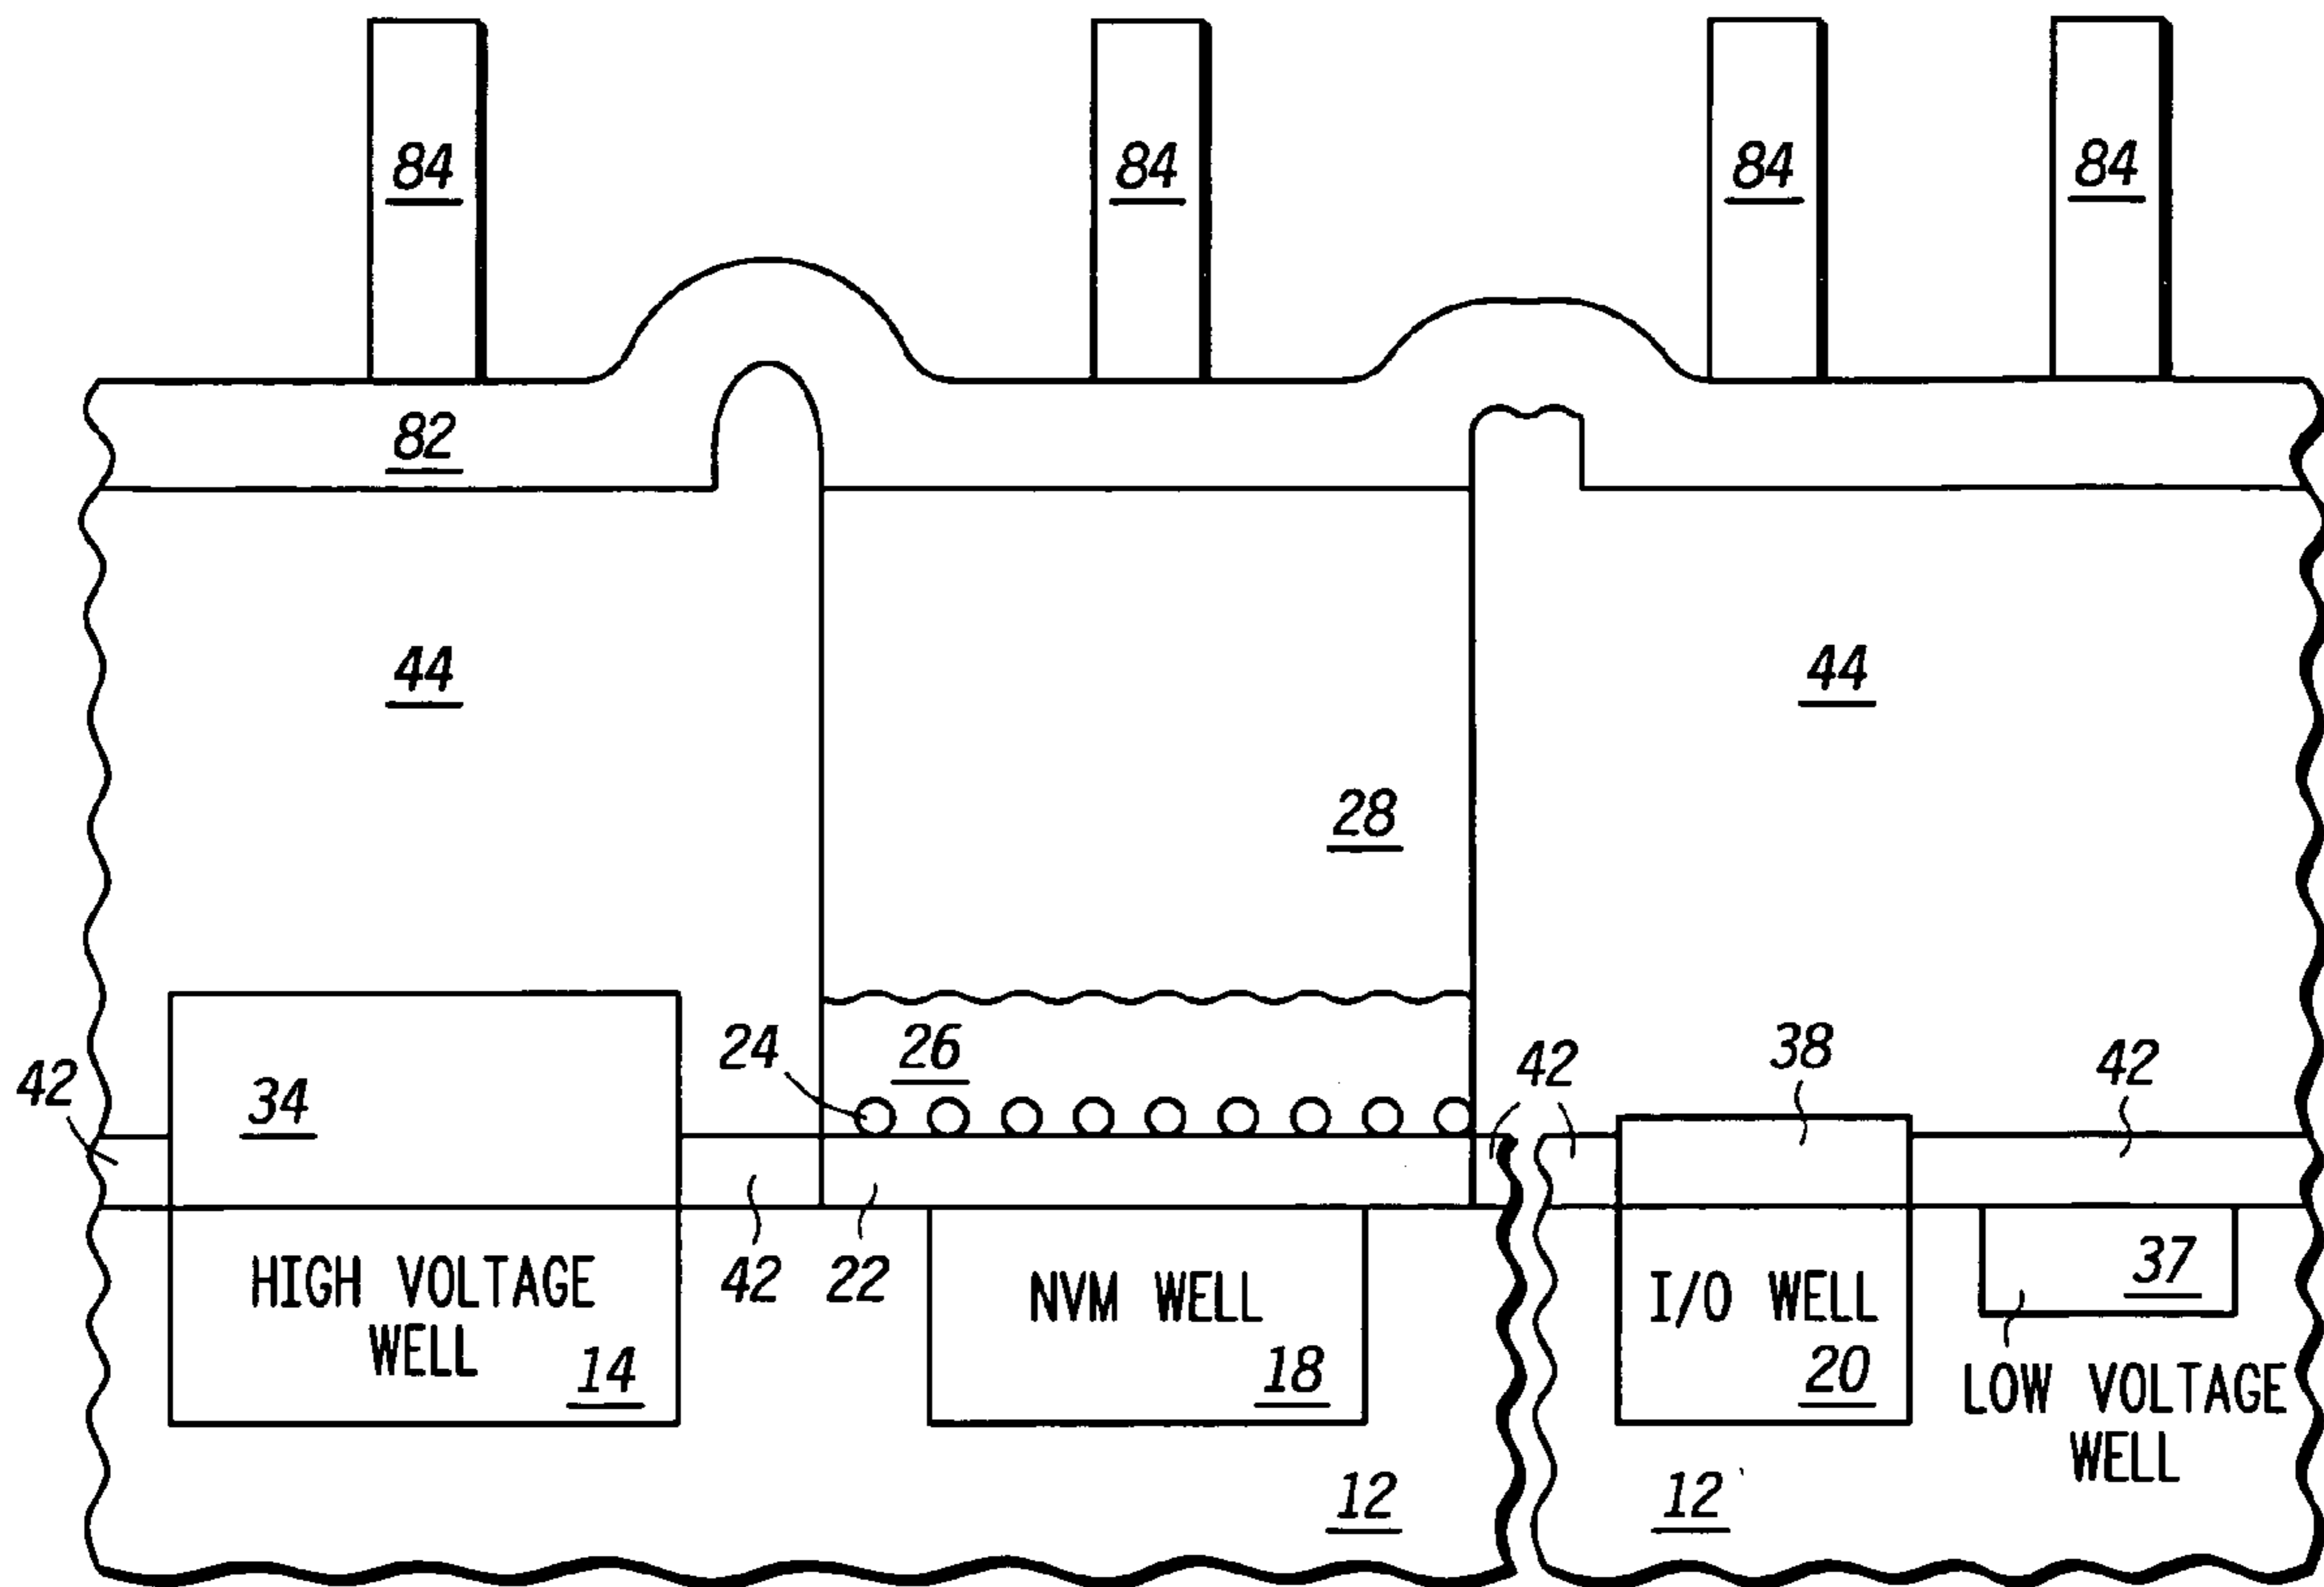 84 84 84 84
82
44 44
28
24 26 42 38 42
42 34
HIGH VOLTAGE
WELL
14
42 22
NVM WELL
18
I/O WELL
20
37
LOW VOLTAGE
WELL
12 12